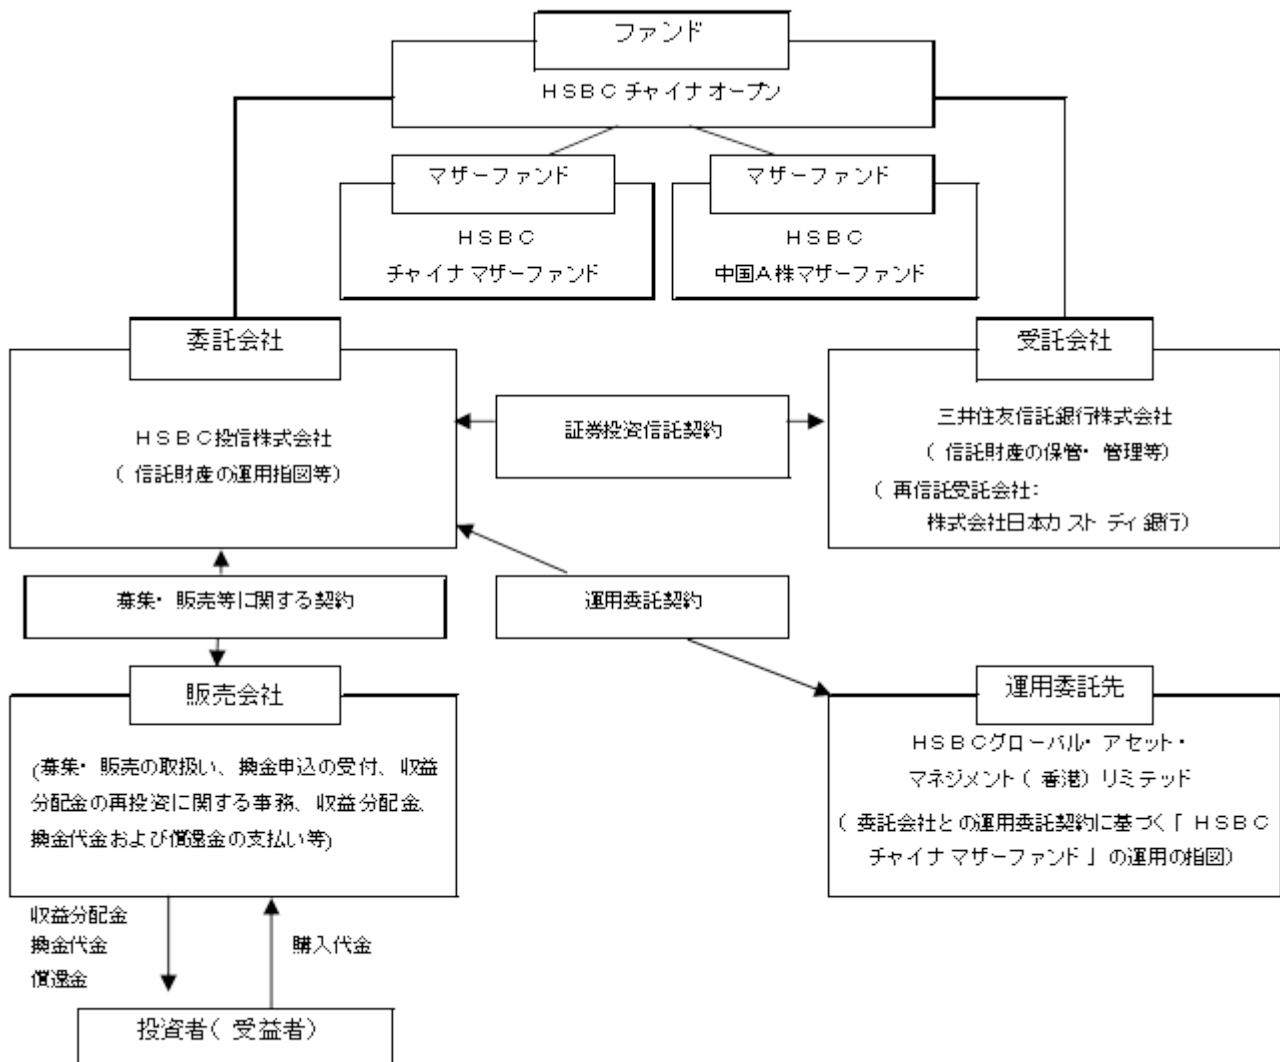 ファンド
HSBCチャイナオープン
マザーファンド
HSBC
チャイナマザーファンド
マザーファンド
HSBC
中国A株マザーファンド
委託会社
HSBC投信株式会社
(信託財産の運用指図等)
証券投資信託契約
受託会社
三井住友信託銀行株式会社
(信託財産の保管・管理等)
(再信託受託会社:
株式会社日本カストディ銀行)
募集・販売等に関する契約
運用委託契約
販売会社
(募集・販売の取扱い、換金申込の受付、収益
分配金の再投資に関する事務、収益分配金、
換金代金および償還金の支払い等)
運用委託先
HSBCグローバル・アセット・
マネジメント(香港)リミテッド
(委託会社との運用委託契約に基づく「HSBC
チャイナマザーファンド」の運用の指図)
収益分配金
換金代金
償還金
購入代金
投資者(受益者)